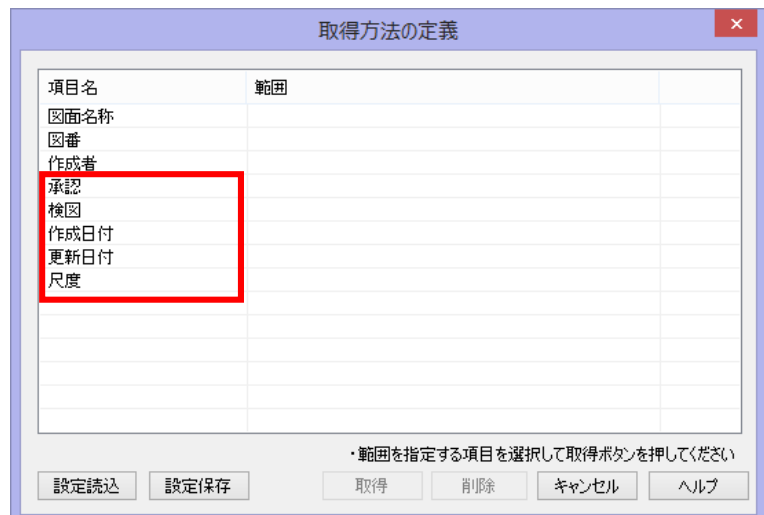 取得方法の定義
項目名 範囲
図面名称
図番
作成者
承認
検図
作成日付
更新日付
尺度
・範囲を指定する項目を選択して取得ボタンを押してください
設定読込 設定保存 取得 削除 キャンセル ヘルプ